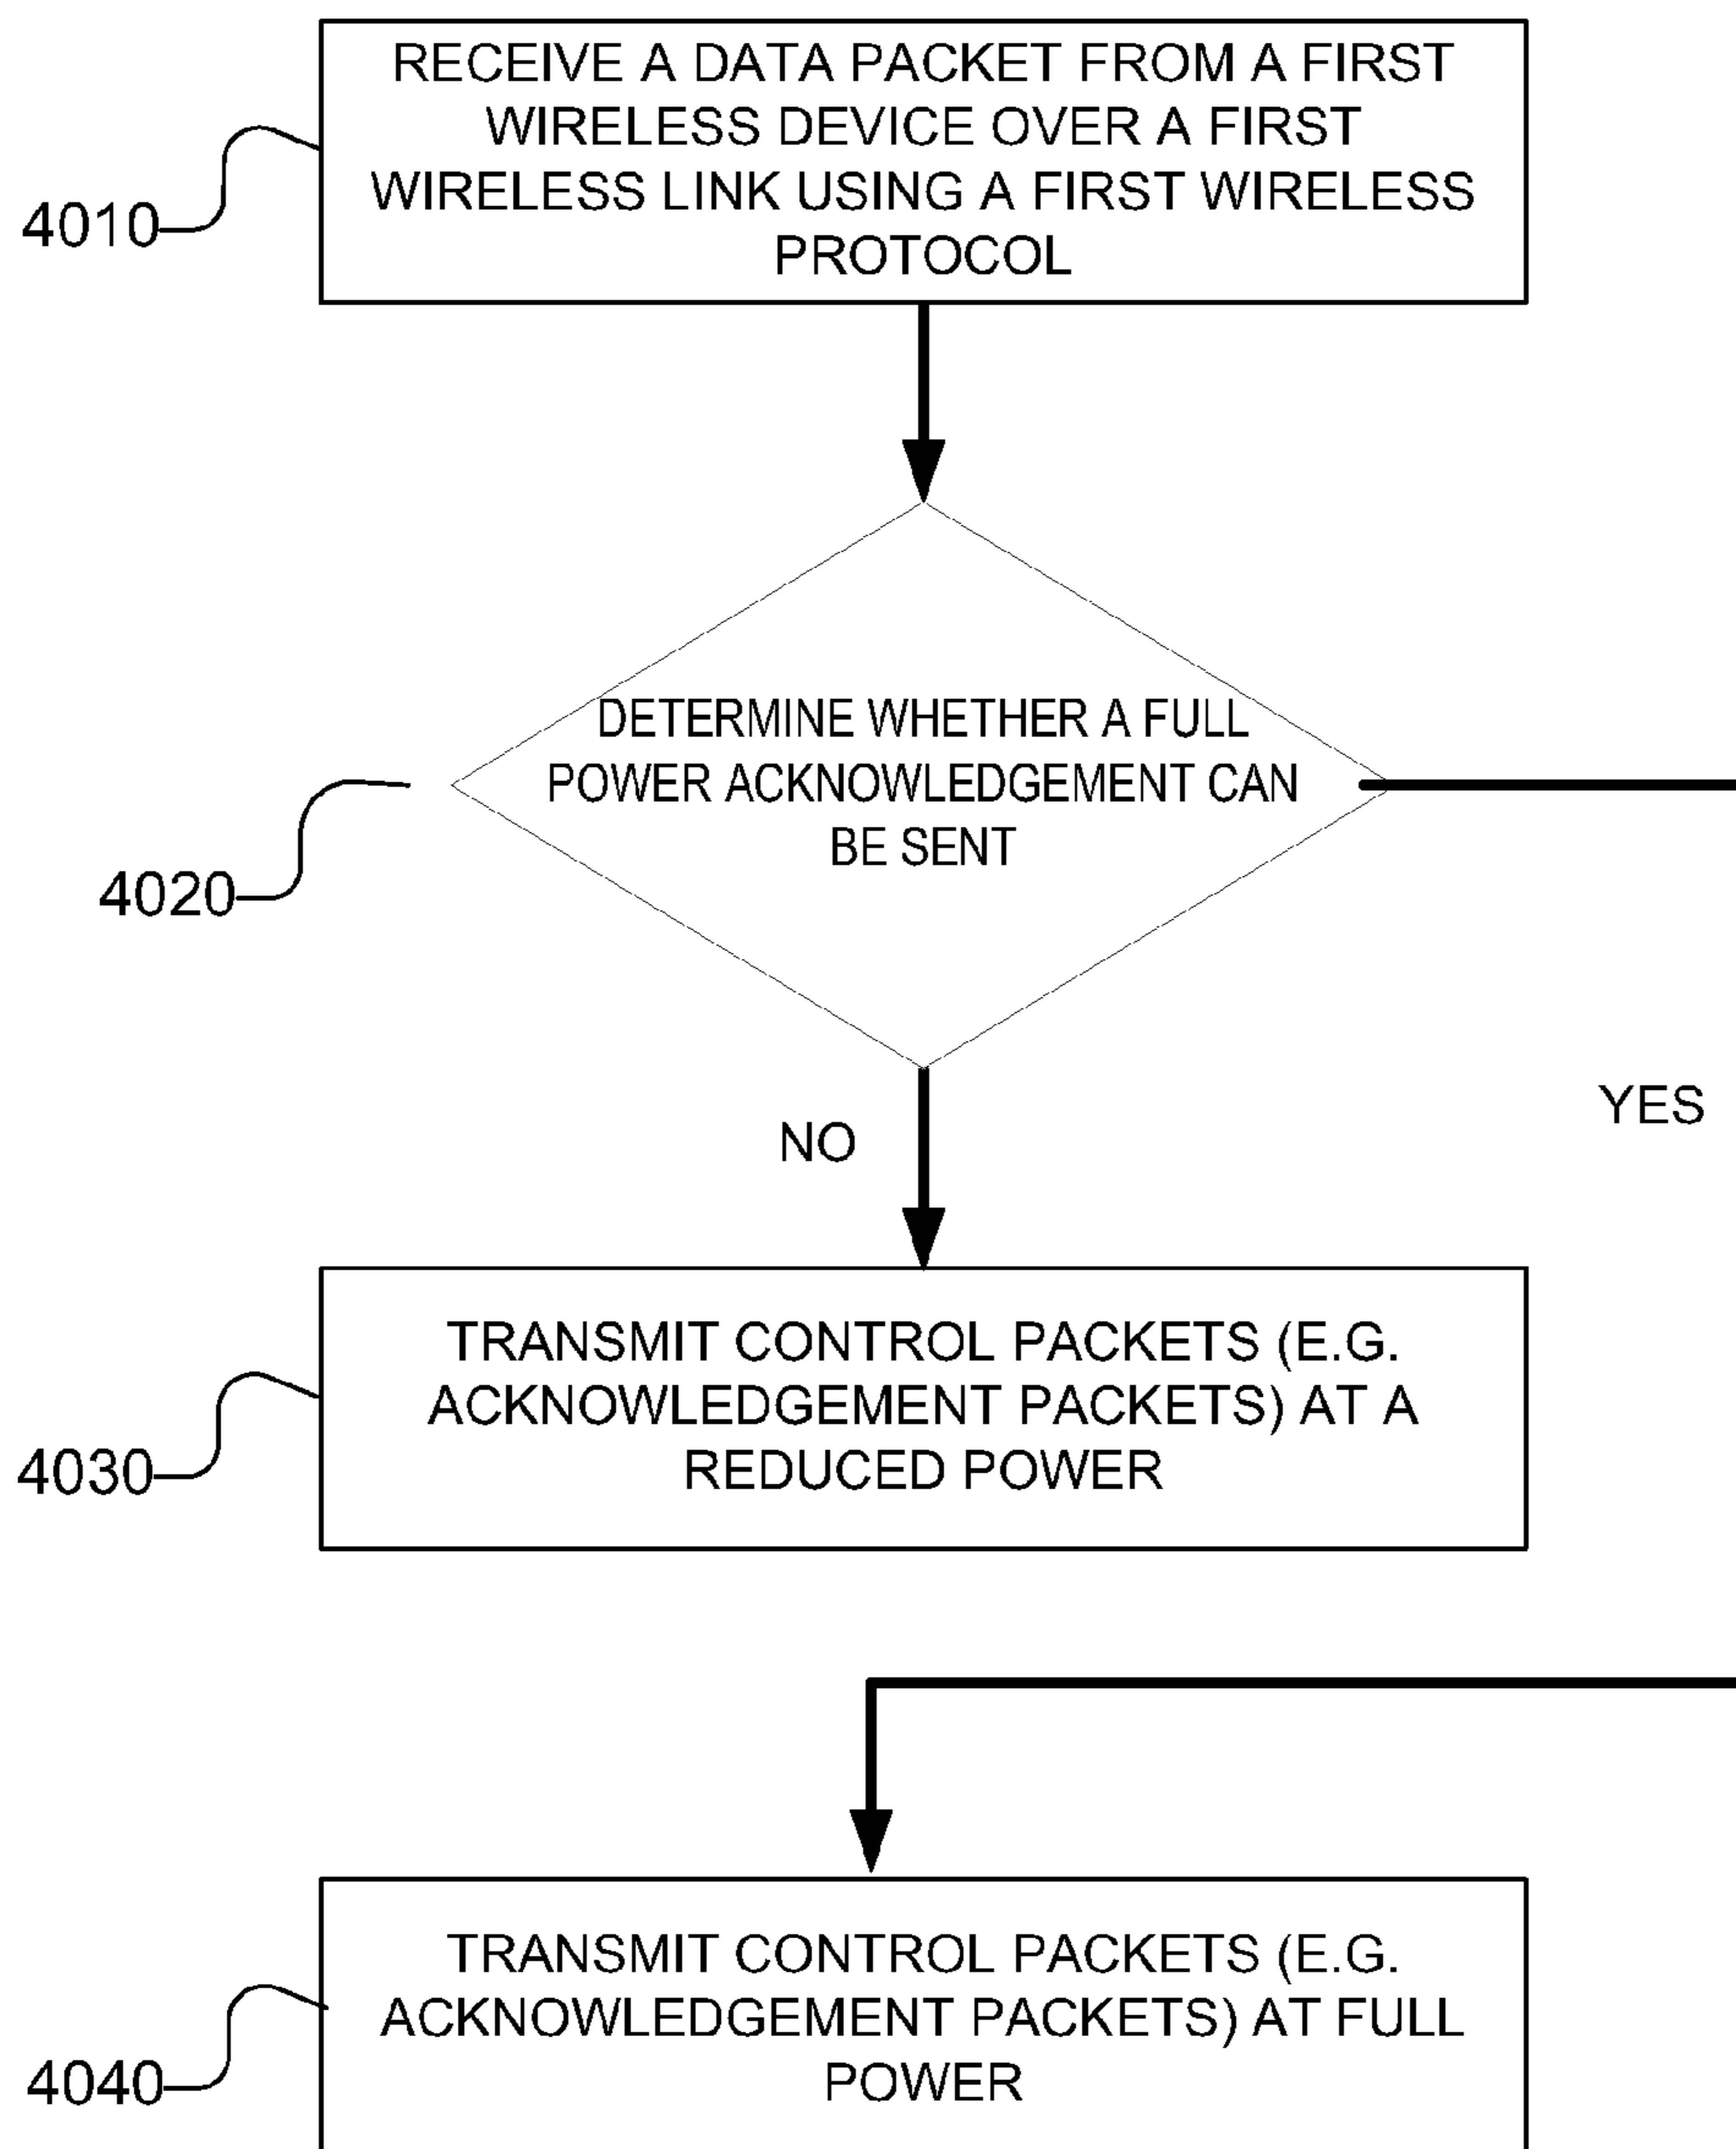 RECEIVE A DATA PACKET FROM A FIRST
WIRELESS DEVICE OVER A FIRST
WIRELESS LINK USING A FIRST WIRELESS
PROTOCOL
4010
DETERMINE WHETHER A FULL
POWER ACKNOWLEDGEMENT CAN
BE SENT
4020
NO
YES
TRANSMIT CONTROL PACKETS (E.G.
ACKNOWLEDGEMENT PACKETS) AT A
REDUCED POWER
4030
TRANSMIT CONTROL PACKETS (E.G.
ACKNOWLEDGEMENT PACKETS) AT FULL
POWER
4040